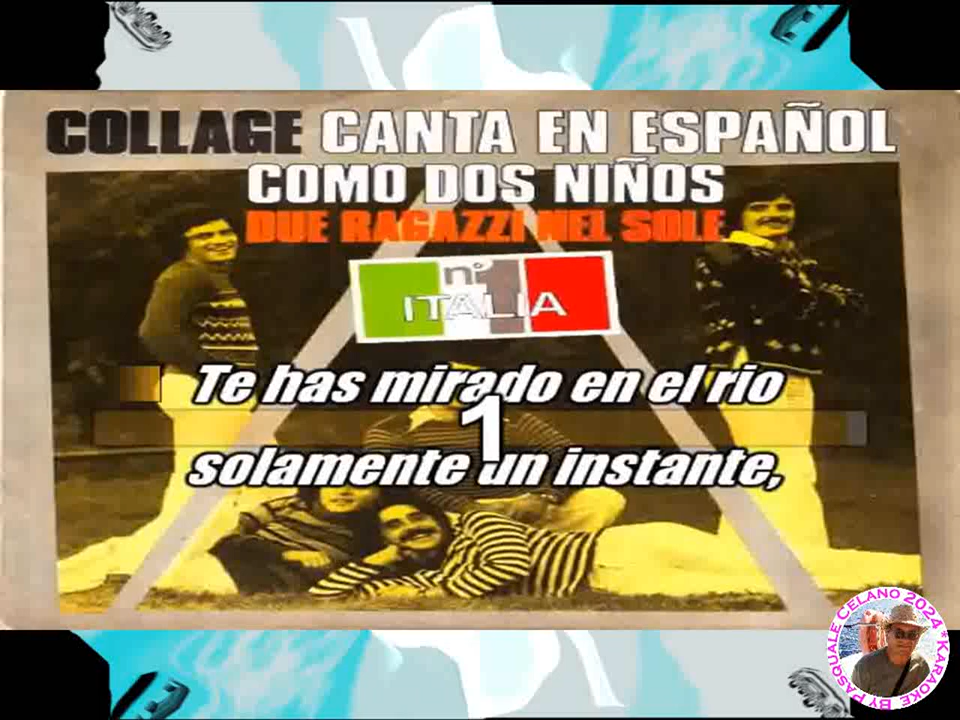 COLLAGE CANTA EN ESPAÑOL
COMO DOS NIÑOS
DUE RAGAZZI NEL SOLE
n° 1
ITALIA
Te has mirado en el rio
1
solamente un instante,
PASQUALE CELANO 2024 *KARAOKE BY